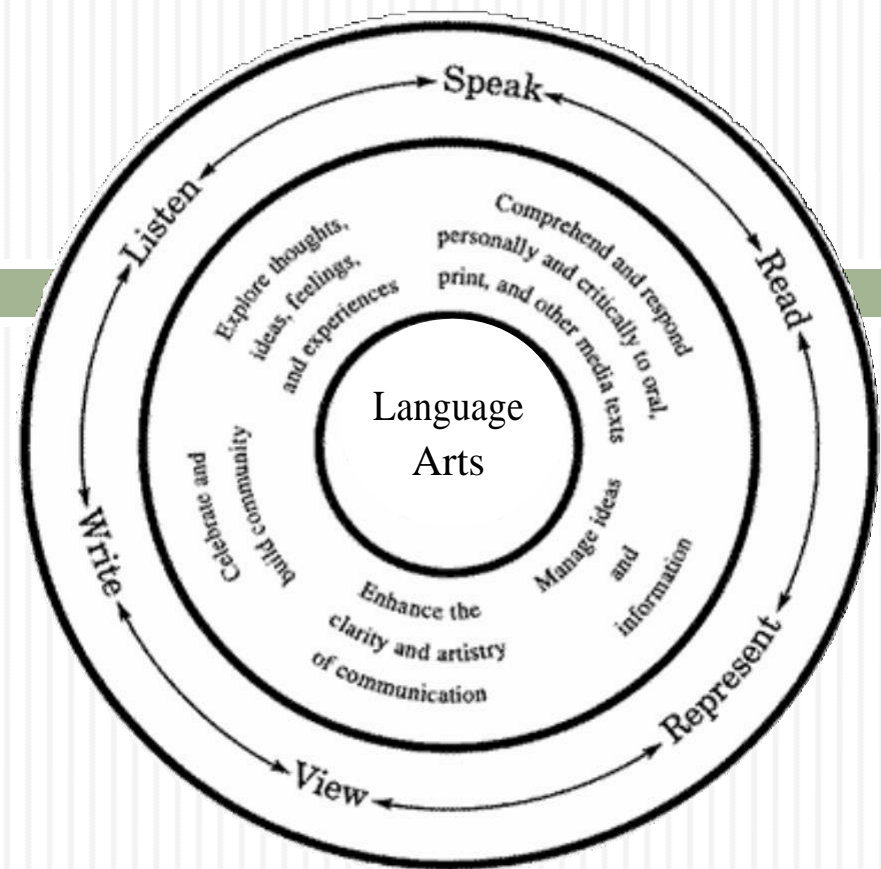 Speak
Listen
Read
Explore thoughts,
ideas, feelings,
and experiences
Comprehend and respond
personally and critically to oral,
print, and other media texts
Language
Arts
Celebrate and
build community
Manage ideas
and
information
Enhance the
clarity and artistry
of communication
Write
Represent
View